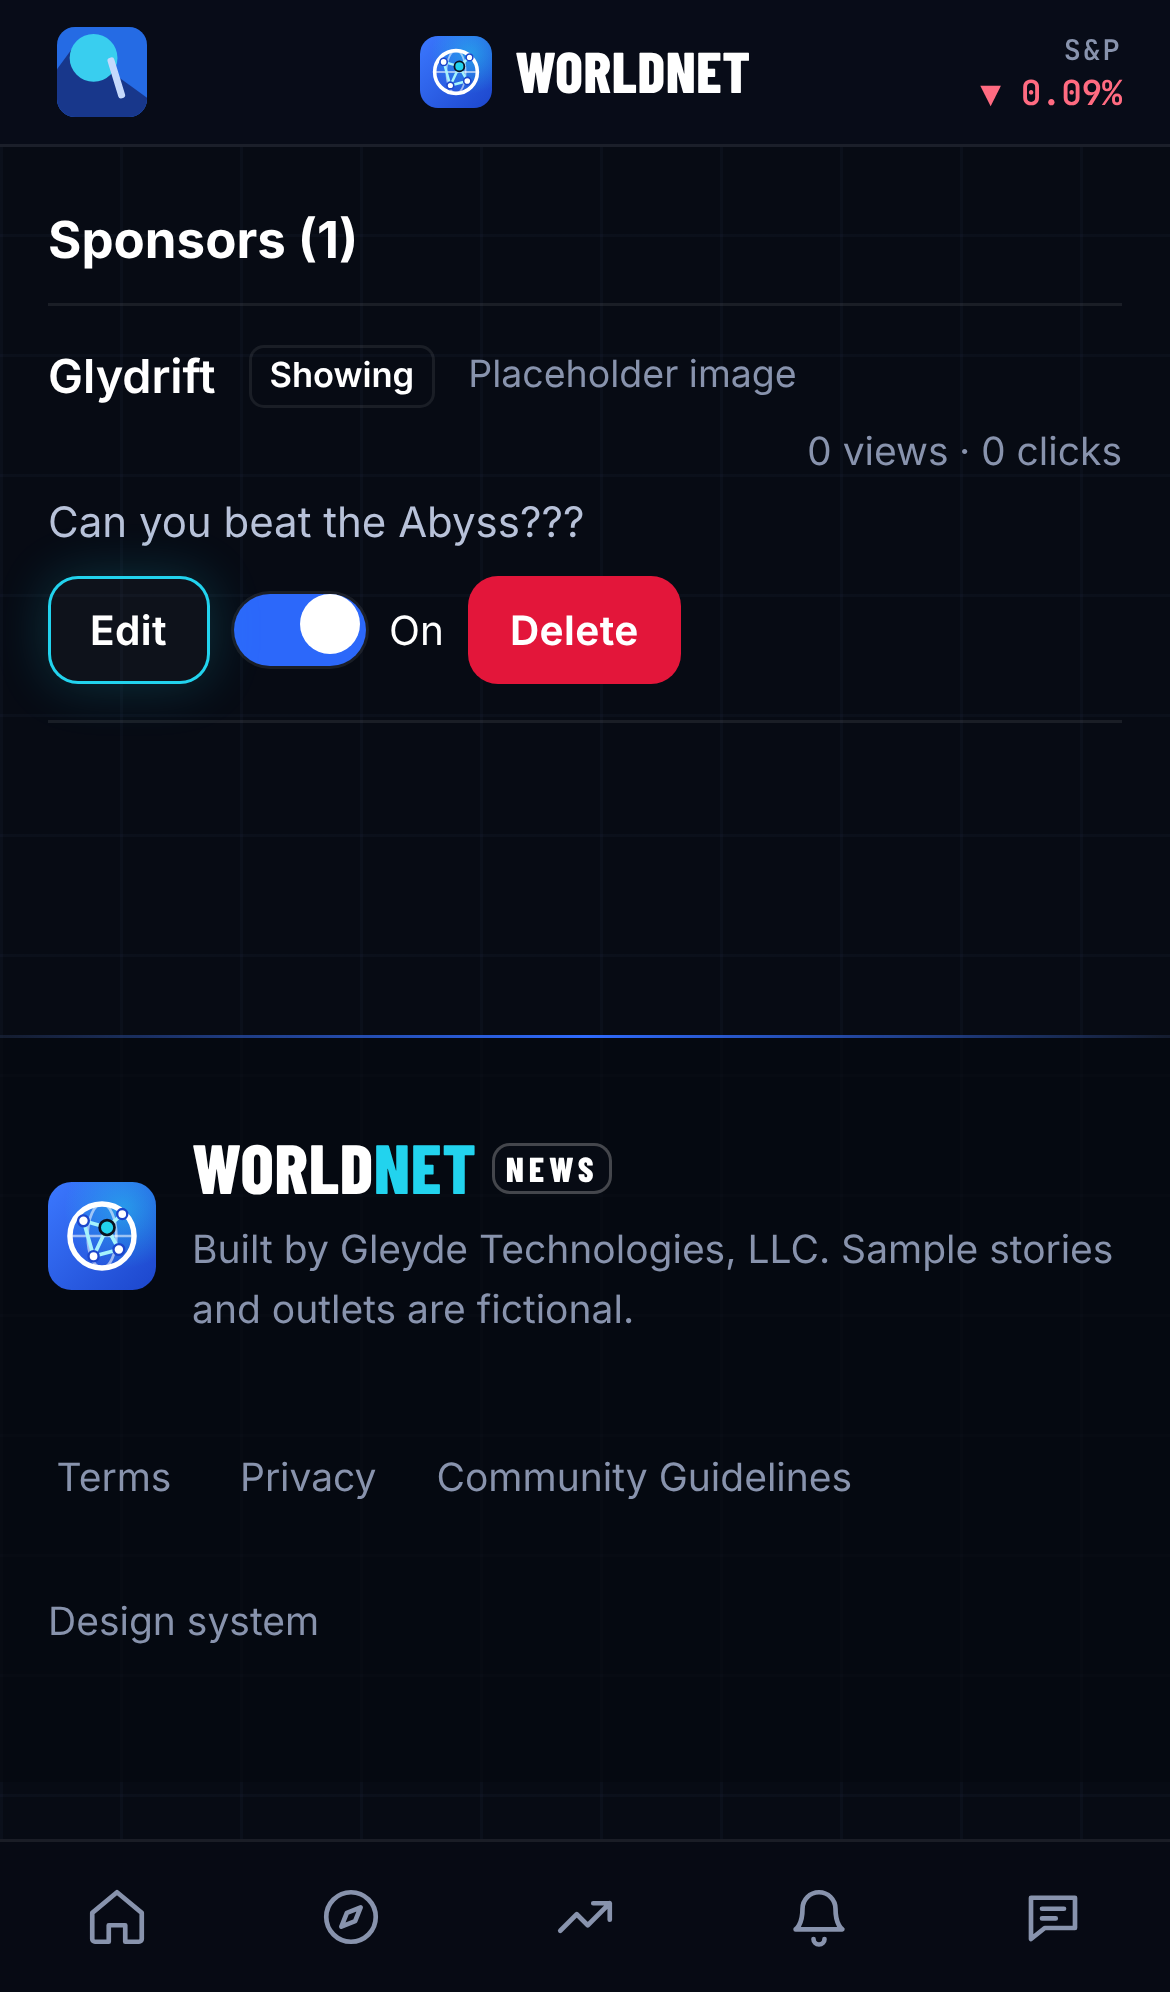 WORLDNET
S&P
▼ 0.09%
Sponsors (1)
Glydrift Showing Placeholder image
0 views · 0 clicks
Can you beat the Abyss???
Edit On Delete
WORLDNET NEWS
Built by Gleyde Technologies, LLC. Sample stories
and outlets are fictional.
Terms Privacy Community Guidelines
Design system